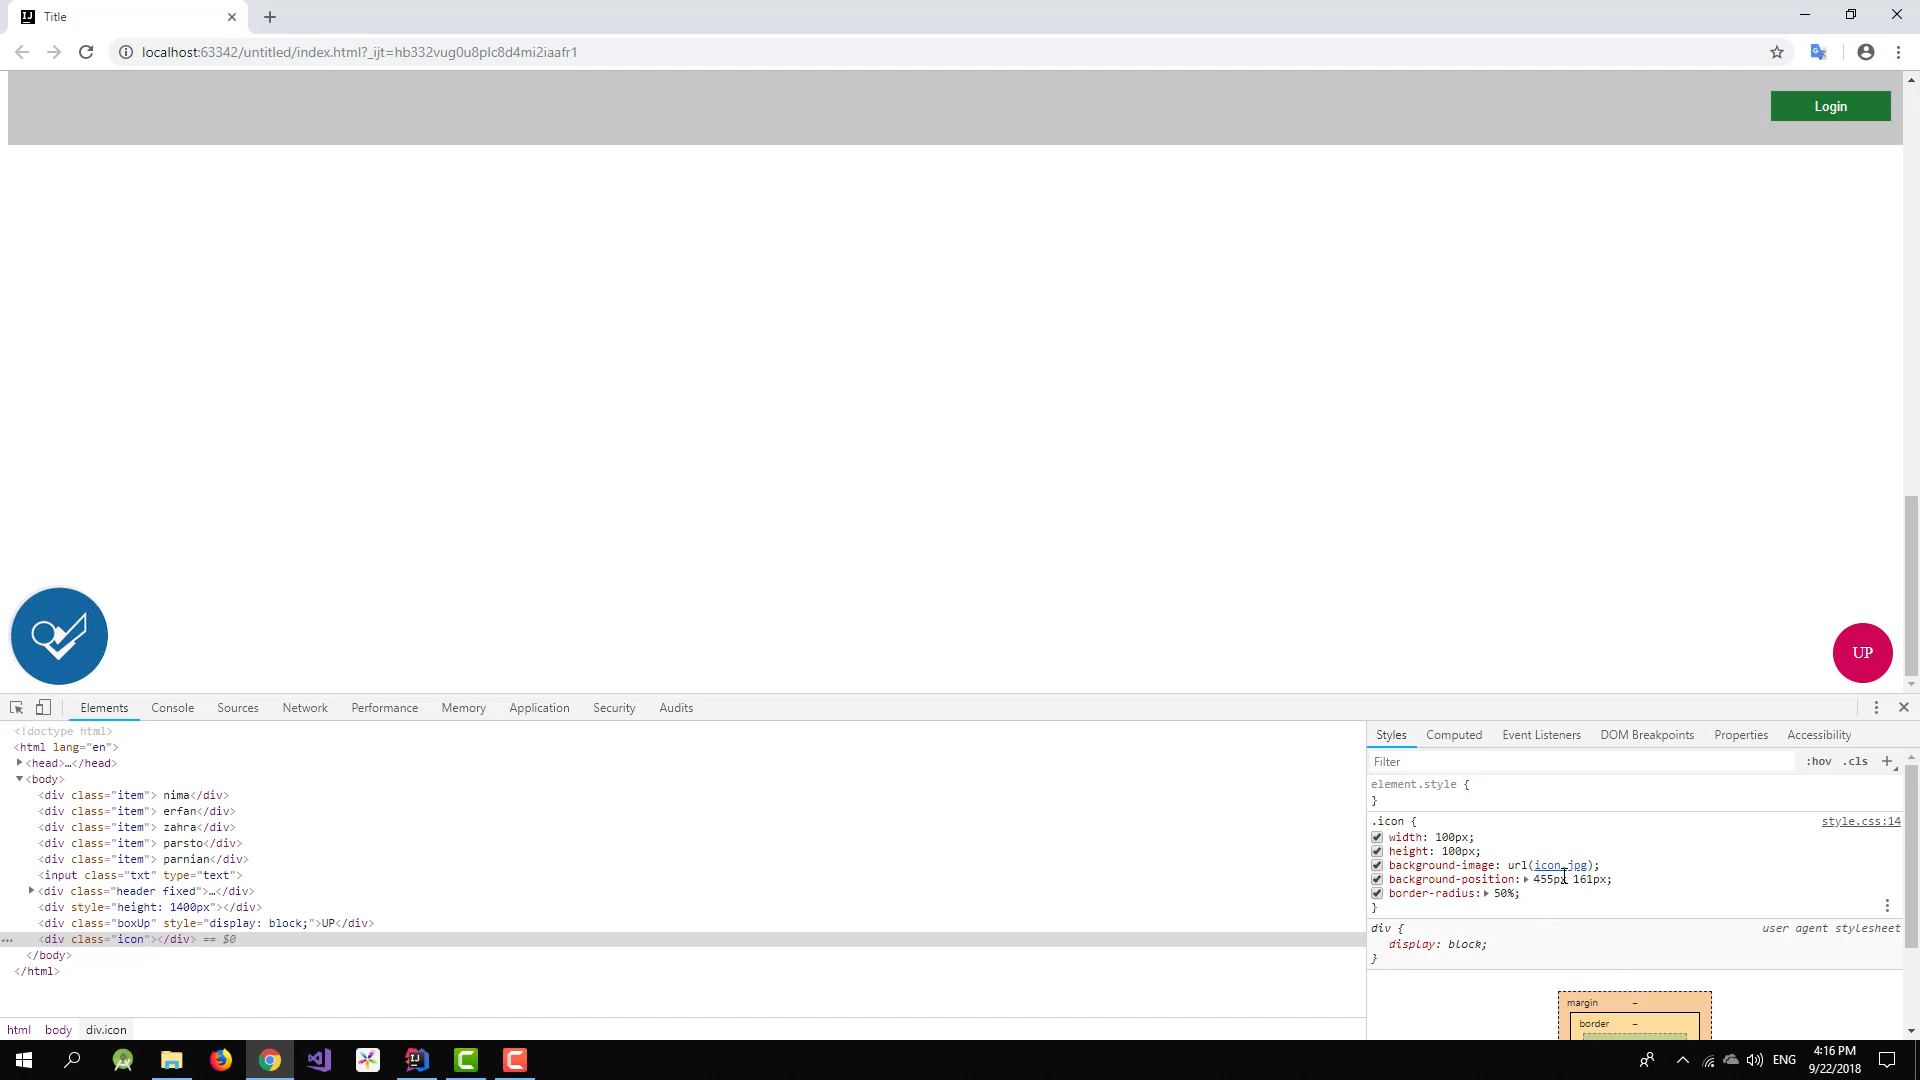 Title
localhost:63342/untitled/index.html?_ijt=hb332vug0u8plc8d4mi2iaafr1
Login
UP
Elements Console Sources Network Performance Memory Application Security Audits
<!doctype html>
<html lang="en">
<head>…</head>
<body>
<div class="item"> nima</div>
<div class="item"> erfan</div>
<div class="item"> zahra</div>
<div class="item"> parsto</div>
<div class="item"> parnian</div>
<input class="txt" type="text">
<div class="header fixed">…</div>
<div style="height: 1400px"></div>
<div class="boxUp" style="display: block;">UP</div>
<div class="icon"></div> == $0
</body>
</html>
html body div.icon
Styles Computed Event Listeners DOM Breakpoints Properties Accessibility
Filter :hov .cls +
element.style {
}
.icon { style.css:14
width: 100px;
height: 100px;
background-image: url(icon.jpg);
background-position: 455px 161px;
border-radius: 50%;
}
div { user agent stylesheet
display: block;
}
margin –
border –
ENG
4:16 PM
9/22/2018